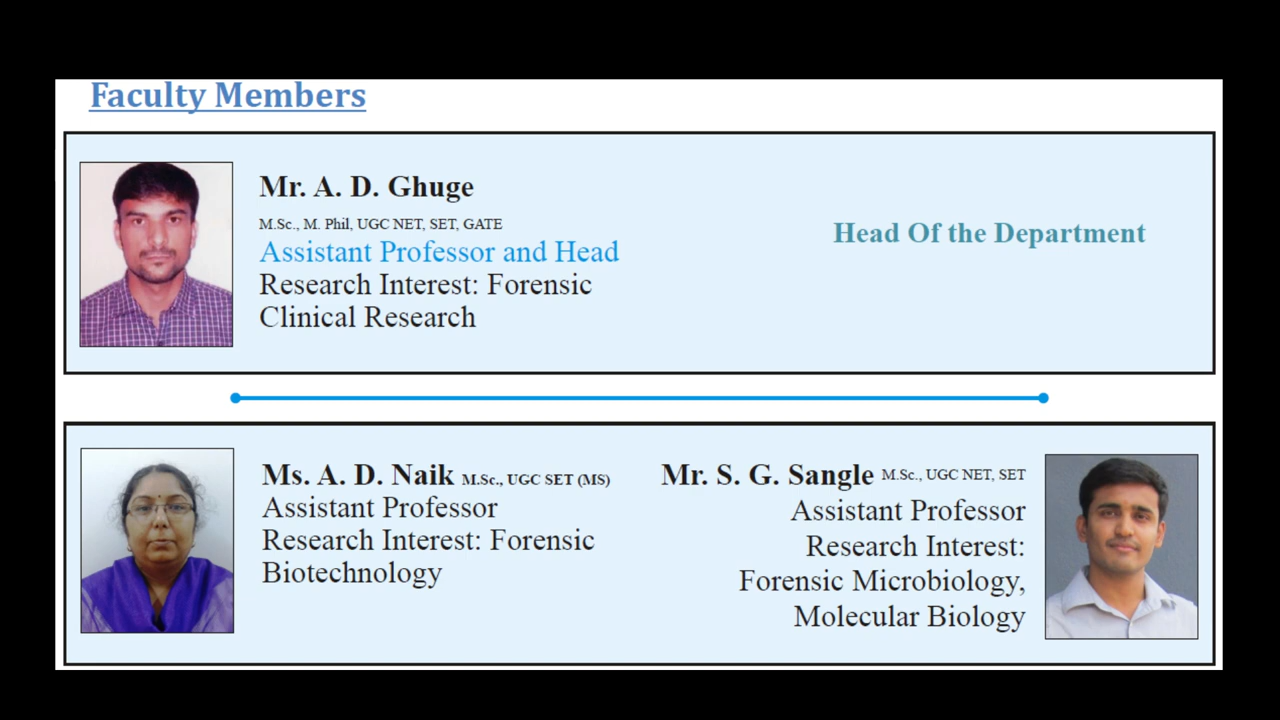 Faculty Members
Mr. A. D. Ghuge
M.Sc., M. Phil, UGC NET, SET, GATE
Assistant Professor and Head
Research Interest: Forensic
Clinical Research
Head Of the Department
Ms. A. D. Naik M.Sc., UGC SET (MS)
Assistant Professor
Research Interest: Forensic
Biotechnology
Mr. S. G. Sangle M.Sc., UGC NET, SET
Assistant Professor
Research Interest:
Forensic Microbiology,
Molecular Biology